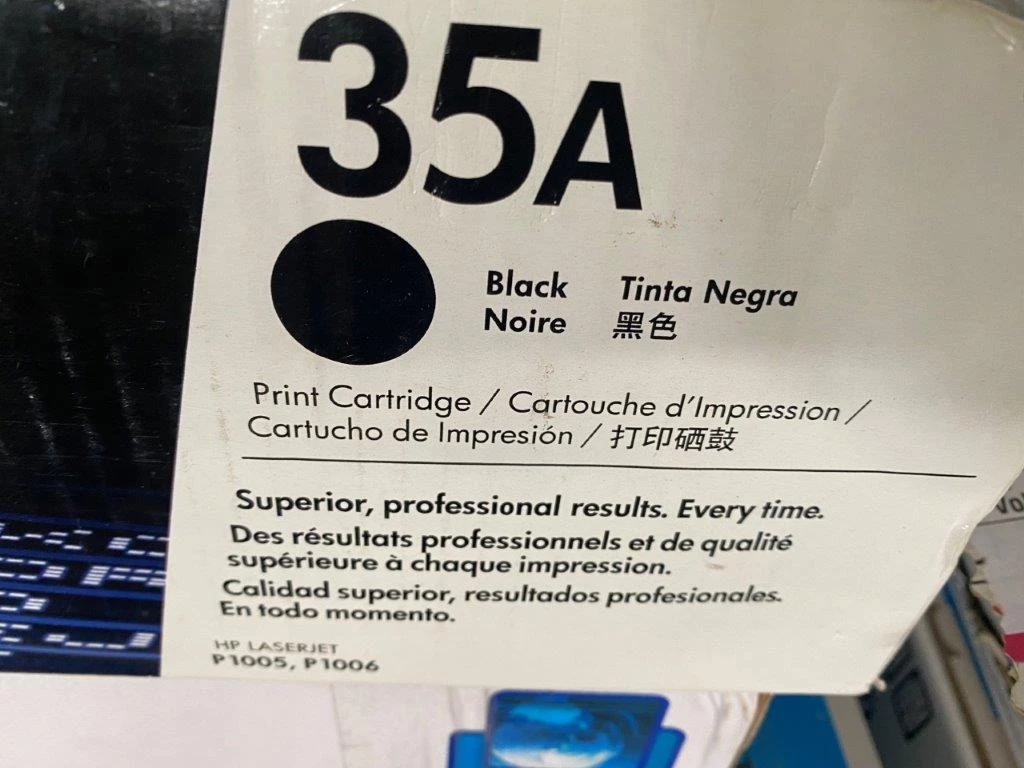 35A
Black Tinta Negra
Noire 黑色
Print Cartridge / Cartouche d'Impression /
Cartucho de Impresión / 打印硒鼓
Superior, professional results. Every time.
Des résultats professionnels et de qualité
supérieure à chaque impression.
Calidad superior, resultados profesionales.
En todo momento.
HP LASERJET
P1005, P1006